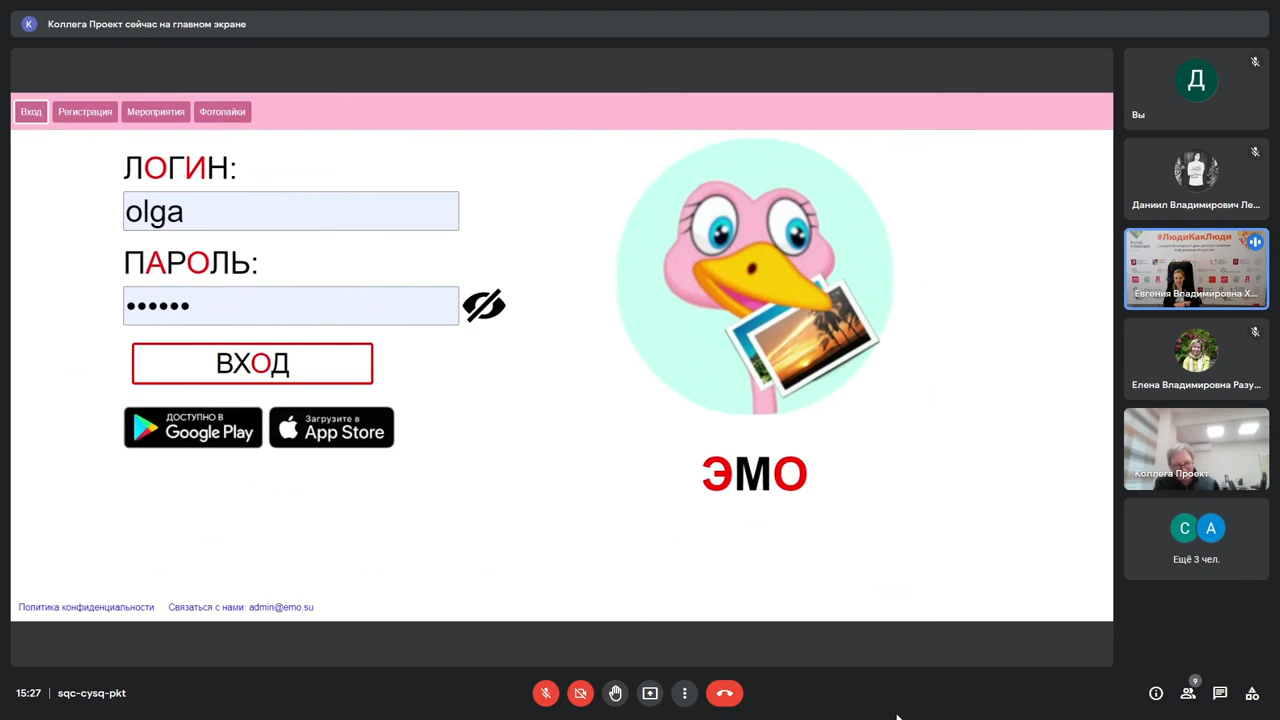 К
Коллега Проект сейчас на главном экране
Вход
Регистрация
Мероприятия
Фотопайки
ЛОГИН:
olga
ПАРОЛЬ:
••••••
ВХОД
ДОСТУПНО В
Google Play
Загрузите в
App Store
ЭМО
Политика конфиденциальности
Связаться с нами: admin@emo.su
Д
Вы
Даниил Владимирович Ле...
#ЛюдиКакЛюди
Евгения Владимировна Х...
Елена Владимировна Разу...
Коллега Проект
С
А
Ещё 3 чел.
15:27 | sqc-cysq-pkt
9